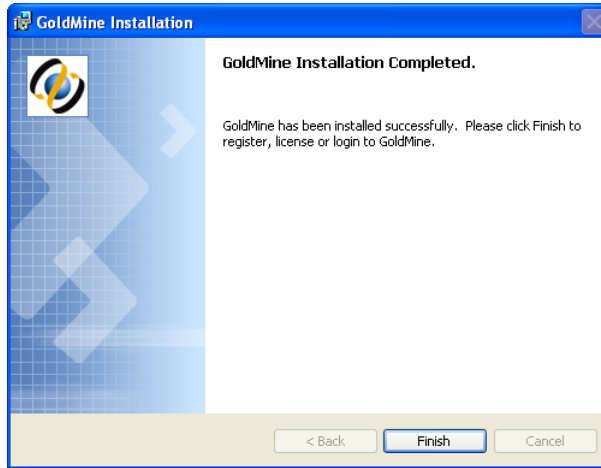 GoldMine Installation
GoldMine Installation Completed.
GoldMine has been installed successfully.  Please click Finish to
register, license or login to GoldMine.
< Back
Finish
Cancel